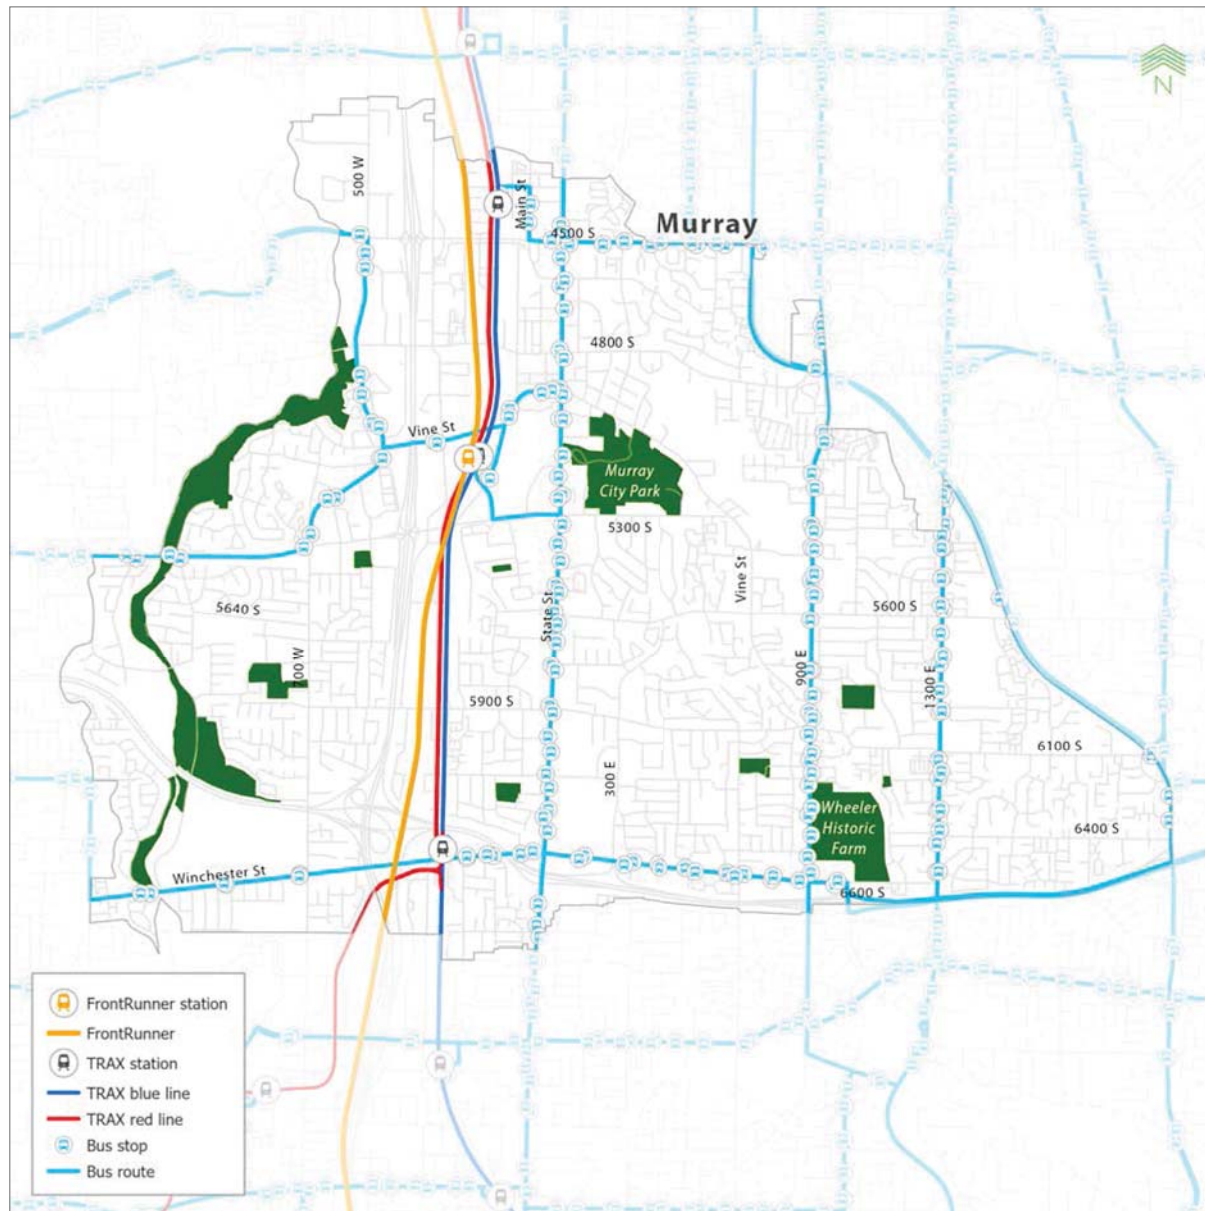 N
500 W
Main St
Murray
4500 S
4800 S
Vine St
Murray
City Park
5300 S
Vine St
5640 S
5600 S
State St
700 W
900 E
1300 E
5900 S
6100 S
300 E
Wheeler
Historic
Farm
6400 S
Winchester St
6600 S
FrontRunner station
FrontRunner
TRAX station
TRAX blue line
TRAX red line
Bus stop
Bus route